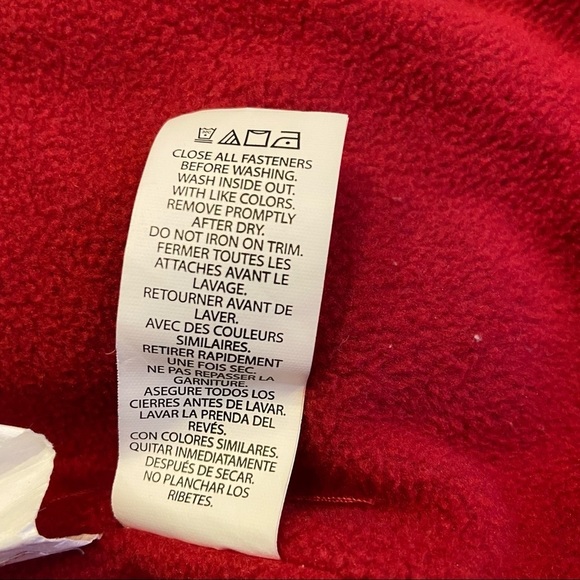 CLOSE ALL FASTENERS
BEFORE WASHING.
WASH INSIDE OUT.
WITH LIKE COLORS.
REMOVE PROMPTLY
AFTER DRY.
DO NOT IRON ON TRIM.
FERMER TOUTES LES
ATTACHES AVANT LE
LAVAGE.
RETOURNER AVANT DE
LAVER.
AVEC DES COULEURS
SIMILAIRES.
RETIRER RAPIDEMENT
UNE FOIS SEC.
NE PAS REPASSER LA
GARNITURE.
ASEGURE TODOS LOS
CIERRES ANTES DE LAVAR.
LAVAR LA PRENDA DEL
REVÉS.
CON COLORES SIMILARES.
QUITAR INMEDIATAMENTE
DESPUÉS DE SECAR.
NO PLANCHAR LOS
RIBETES.